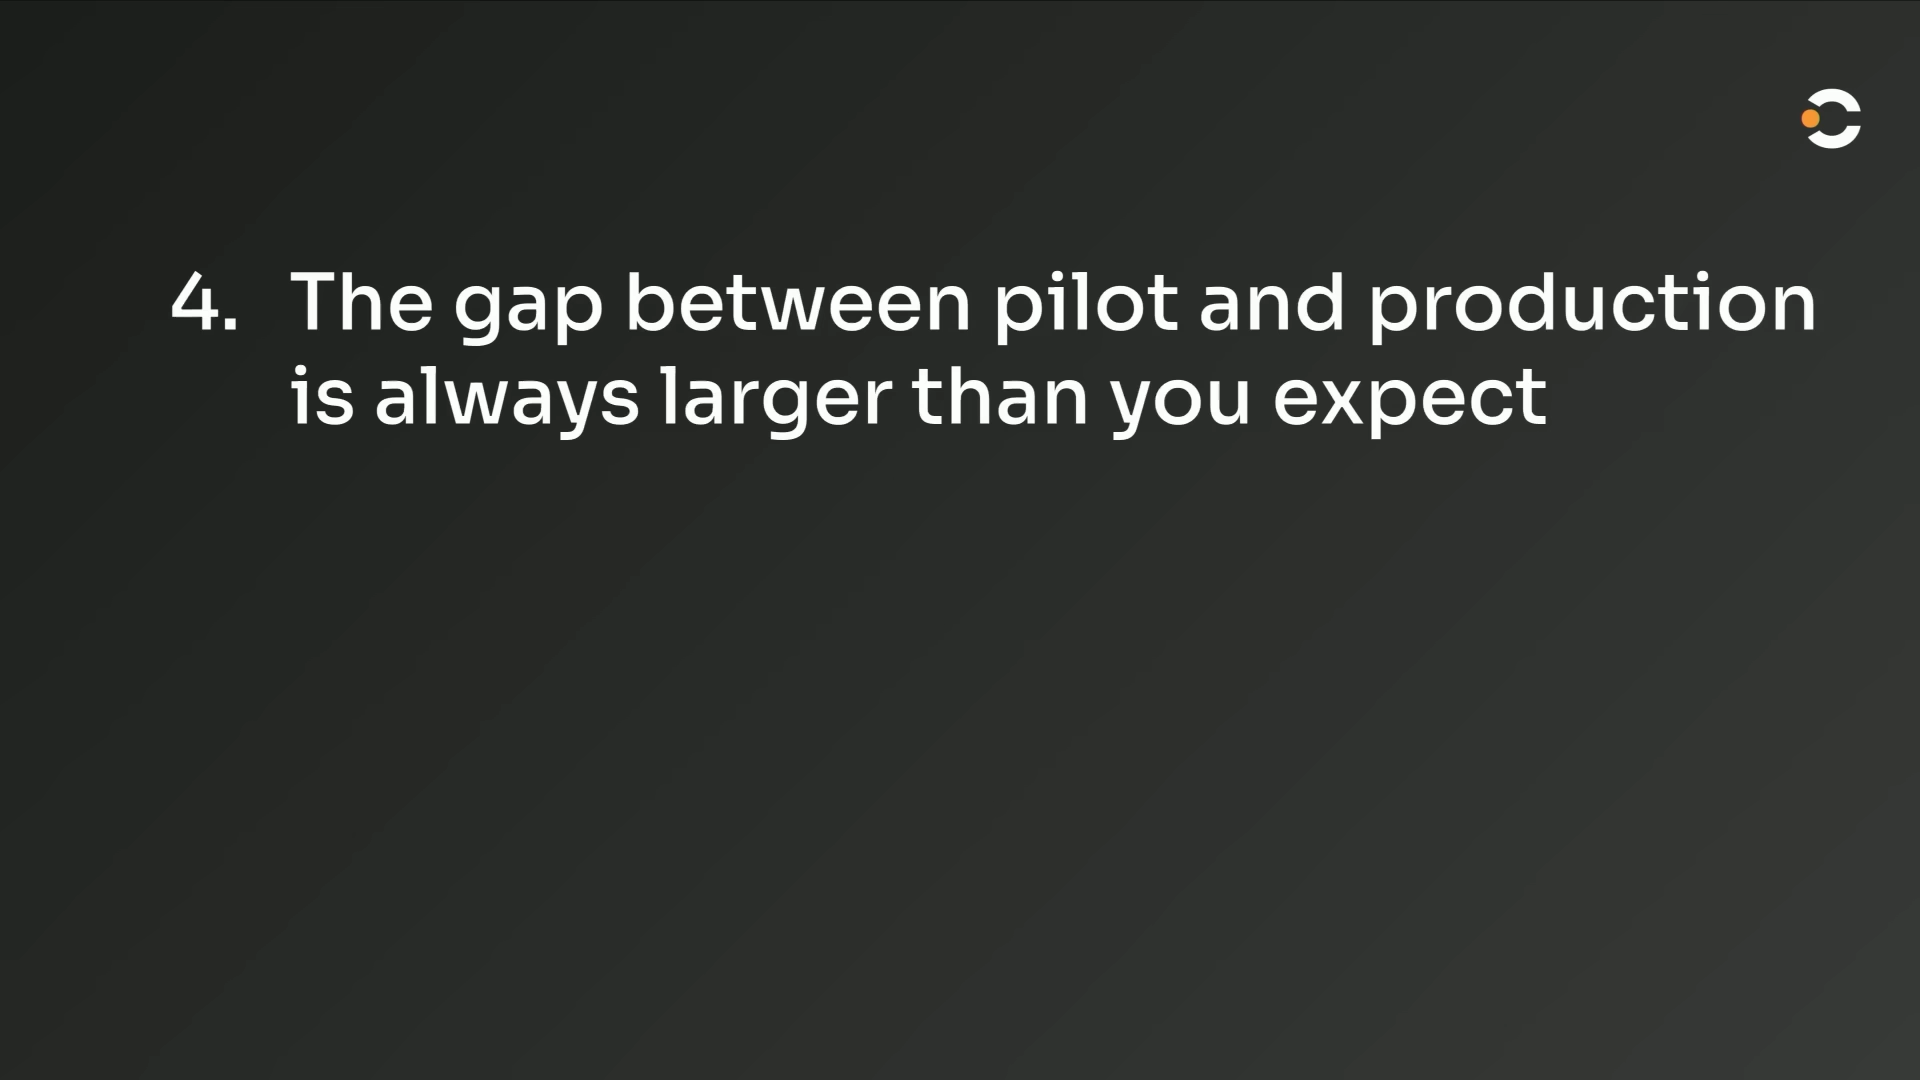 4. The gap between pilot and production
is always larger than you expect